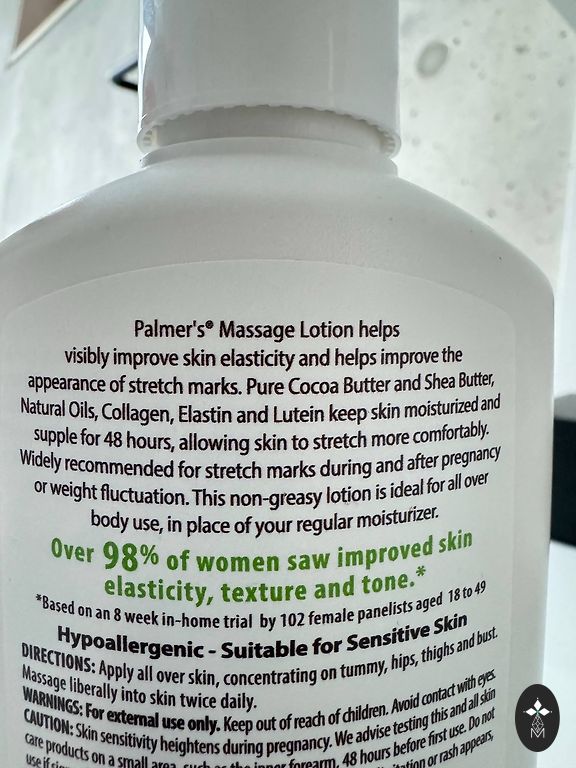 Palmer's® Massage Lotion helps
visibly improve skin elasticity and helps improve the
appearance of stretch marks. Pure Cocoa Butter and Shea Butter,
Natural Oils, Collagen, Elastin and Lutein keep skin moisturized and
supple for 48 hours, allowing skin to stretch more comfortably.
Widely recommended for stretch marks during and after pregnancy
or weight fluctuation. This non-greasy lotion is ideal for all over
body use, in place of your regular moisturizer.
Over 98% of women saw improved skin
elasticity, texture and tone.*
*Based on an 8 week in-home trial by 102 female panelists aged 18 to 49
Hypoallergenic - Suitable for Sensitive Skin
DIRECTIONS: Apply all over skin, concentrating on tummy, hips, thighs and bust.
Massage liberally into skin twice daily.
WARNINGS: For external use only. Keep out of reach of children. Avoid contact with eyes.
CAUTION: Skin sensitivity heightens during pregnancy. We advise testing this and all skin
care products on a small area, such as the inner forearm, 48 hours before first use. Do not
or rash appears,
M